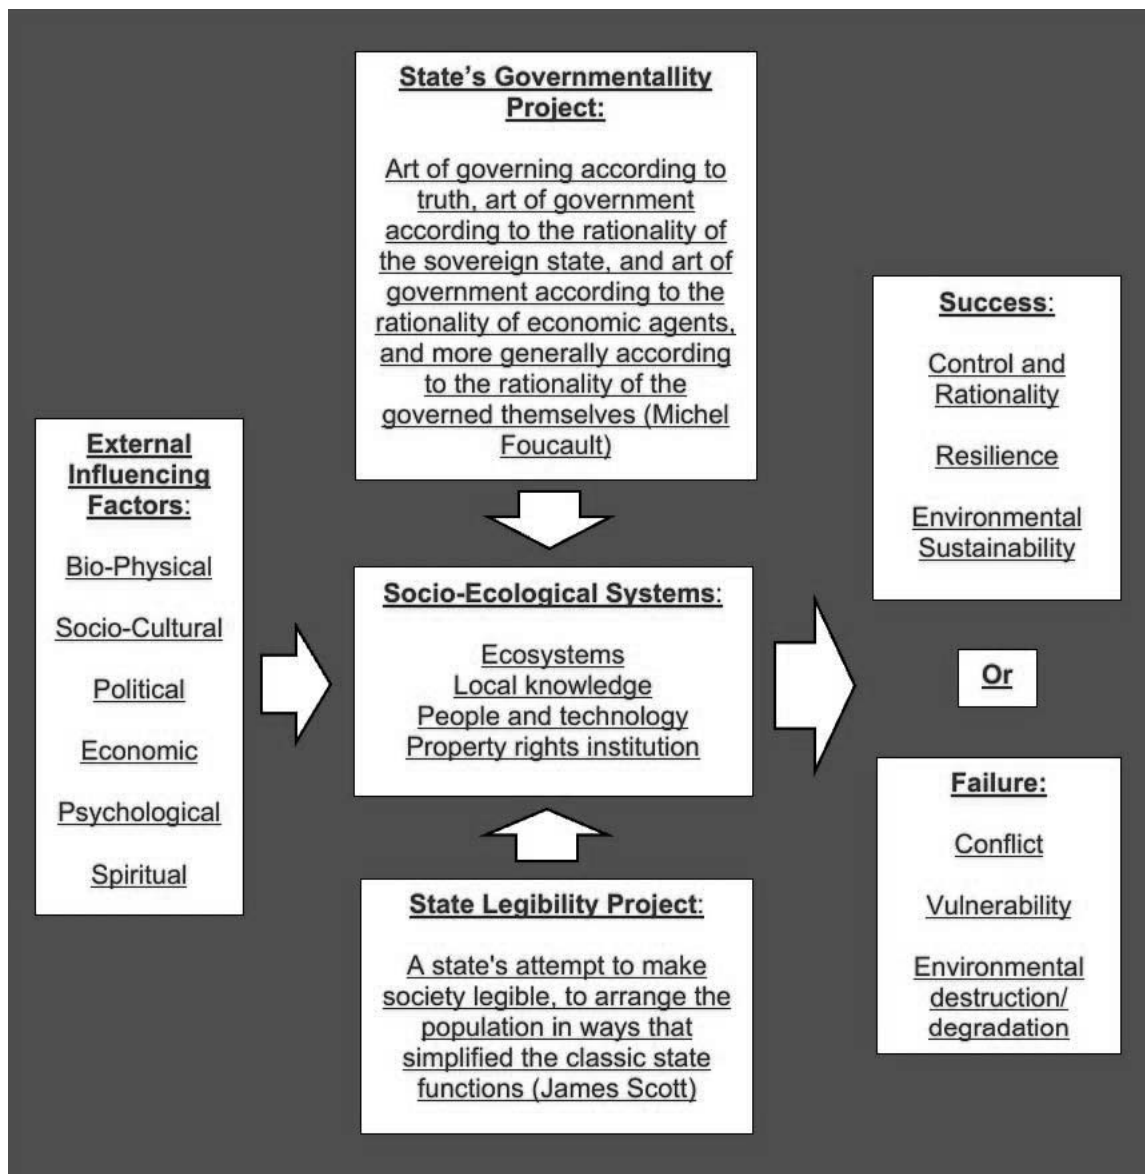 State's Governmentallity
Project:
Art of governing according to
truth, art of government
according to the rationality of
the sovereign state, and art of
government according to the
rationality of economic agents,
and more generally according
to the rationality of the
governed themselves (Michel
Foucault)
External
Influencing
Factors:
Bio-Physical
Socio-Cultural
Political
Economic
Psychological
Spiritual
Socio-Ecological Systems:
Ecosystems
Local knowledge
People and technology
Property rights institution
State Legibility Project:
A state's attempt to make
society legible, to arrange the
population in ways that
simplified the classic state
functions (James Scott)
Success:
Control and
Rationality
Resilience
Environmental
Sustainability
Or
Failure:
Conflict
Vulnerability
Environmental
destruction/
degradation